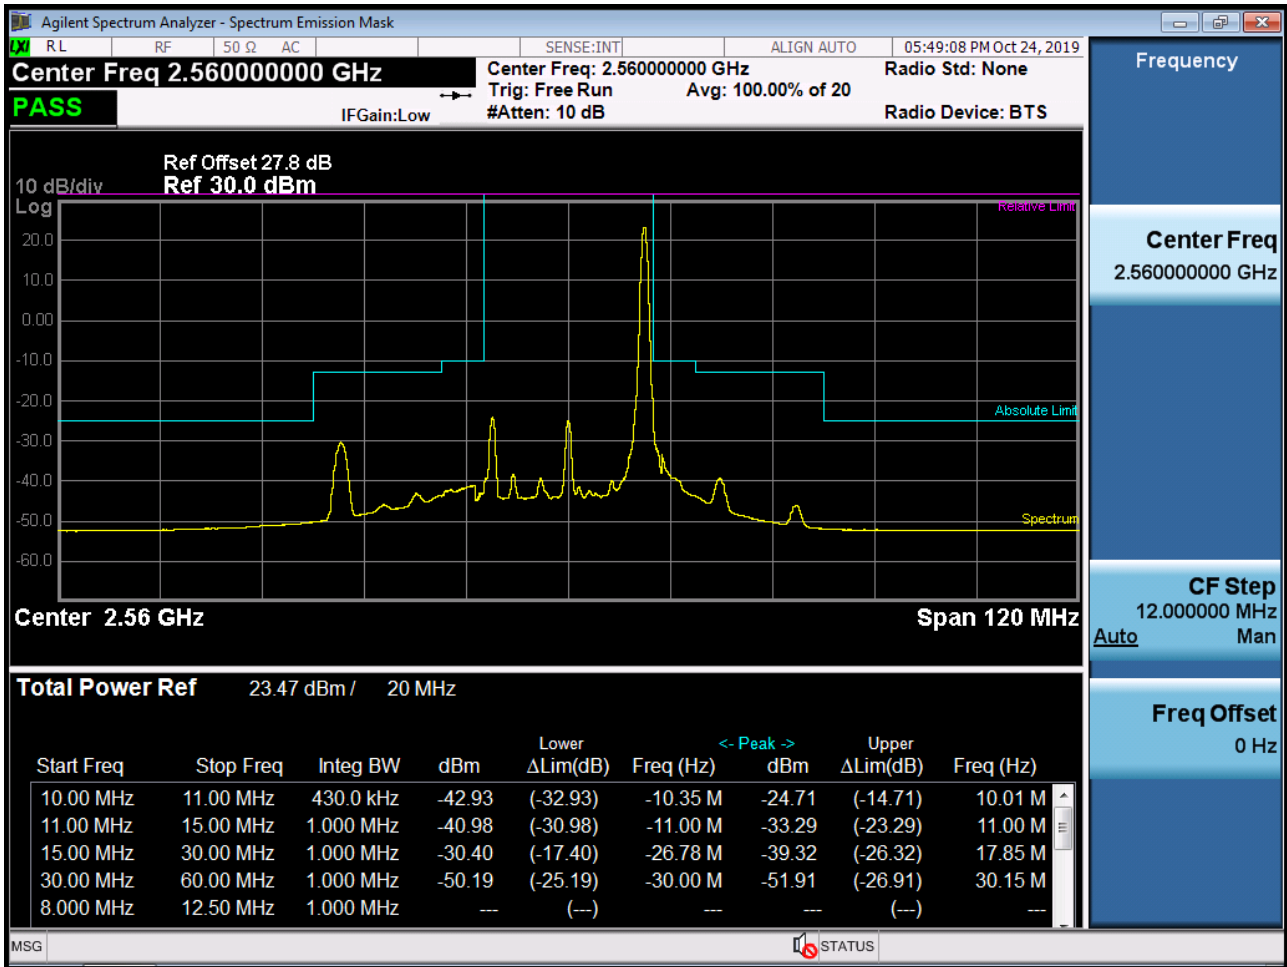 Agilent Spectrum Analyzer - Spectrum Emission Mask
LXI RL RF 50 Ω AC SENSE:INT ALIGN AUTO 05:49:08 PM Oct 24, 2019
Center Freq 2.560000000 GHz
Center Freq: 2.560000000 GHz
Radio Std: None
Trig: Free Run Avg: 100.00% of 20
PASS
IFGain:Low
#Atten: 10 dB
Radio Device: BTS
Ref Offset 27.8 dB
10 dB/div Ref 30.0 dBm
Log
Relative Limit
20.0
10.0
0.00
-10.0
-20.0
Absolute Limit
-30.0
-40.0
-50.0
Spectrum
-60.0
Center 2.56 GHz
Span 120 MHz
Total Power Ref 23.47 dBm / 20 MHz
Lower <- Peak -> Upper
Start Freq Stop Freq Integ BW dBm ΔLim(dB) Freq (Hz) dBm ΔLim(dB) Freq (Hz)
10.00 MHz 11.00 MHz 430.0 kHz -42.93 (-32.93) -10.35 M -24.71 (-14.71) 10.01 M
11.00 MHz 15.00 MHz 1.000 MHz -40.98 (-30.98) -11.00 M -33.29 (-23.29) 11.00 M
15.00 MHz 30.00 MHz 1.000 MHz -30.40 (-17.40) -26.78 M -39.32 (-26.32) 17.85 M
30.00 MHz 60.00 MHz 1.000 MHz -50.19 (-25.19) -30.00 M -51.91 (-26.91) 30.15 M
8.000 MHz 12.50 MHz 1.000 MHz --- (---) --- --- (---) ---
MSG
STATUS
Frequency
Center Freq
2.560000000 GHz
CF Step
12.000000 MHz
Auto Man
Freq Offset
0 Hz